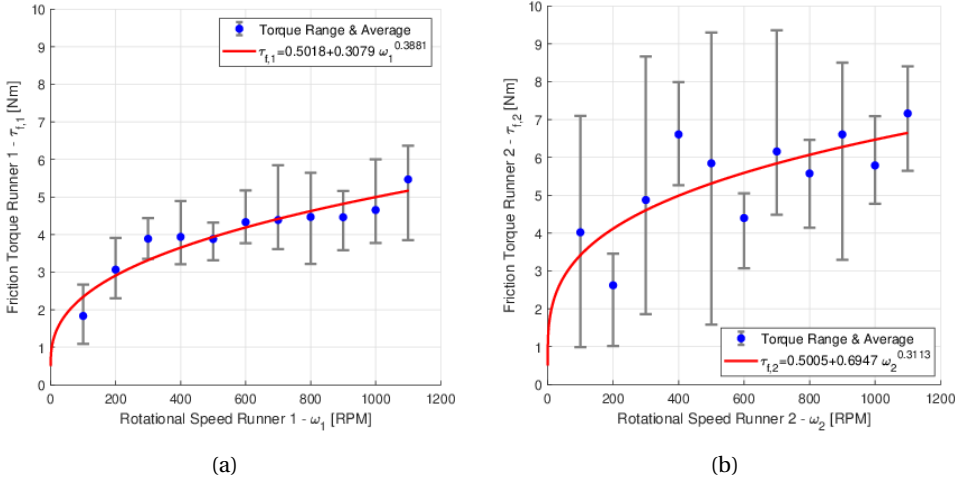 10
9
8
7
6
5
4
3
2
1
0
Friction Torque Runner 1 - τf,1 [Nm]
Torque Range & Average
τf,1=0.5018+0.3079 ω1^0.3881
0 200 400 600 800 1000 1200
Rotational Speed Runner 1 - ω1 [RPM]
(a)
10
9
8
7
6
5
4
3
2
1
0
Friction Torque Runner 2 - τf,2 [Nm]
Torque Range & Average
τf,2=0.5005+0.6947 ω2^0.3113
0 200 400 600 800 1000 1200
Rotational Speed Runner 2 - ω2 [RPM]
(b)